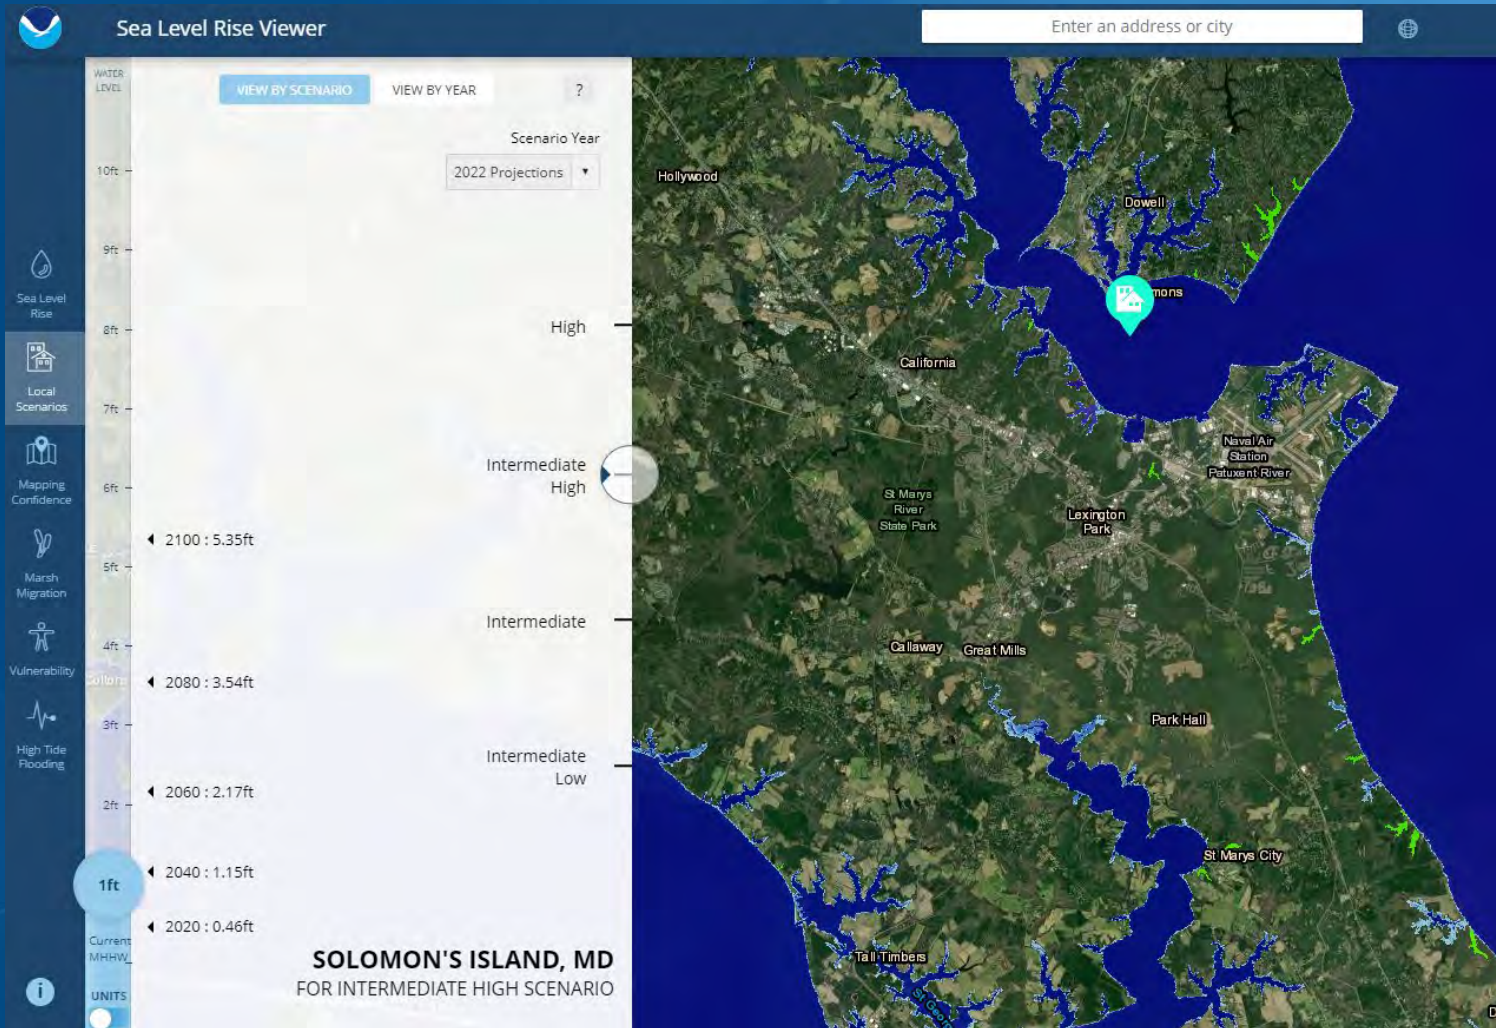 Sea Level Rise Viewer
Enter an address or city
WATER
LEVEL
VIEW BY SCENARIO
VIEW BY YEAR
?
Scenario Year
2022 Projections
10ft
9ft
8ft
7ft
6ft
5ft
4ft
3ft
2ft
1ft
Current
MHHW
UNITS
Sea Level
Rise
Local
Scenarios
Mapping
Confidence
Marsh
Migration
Vulnerability
High Tide
Flooding
i
High
Intermediate
High
Intermediate
Intermediate
Low
2100 : 5.35ft
2080 : 3.54ft
2060 : 2.17ft
2040 : 1.15ft
2020 : 0.46ft
SOLOMON'S ISLAND, MD
FOR INTERMEDIATE HIGH SCENARIO
Hollywood
Dowell
mons
California
Naval Air
Station
Patuxent River
St Marys
River
State Park
Lexington
Park
Callaway
Great Mills
Park Hall
St Marys City
Tall Timbers
St Geor